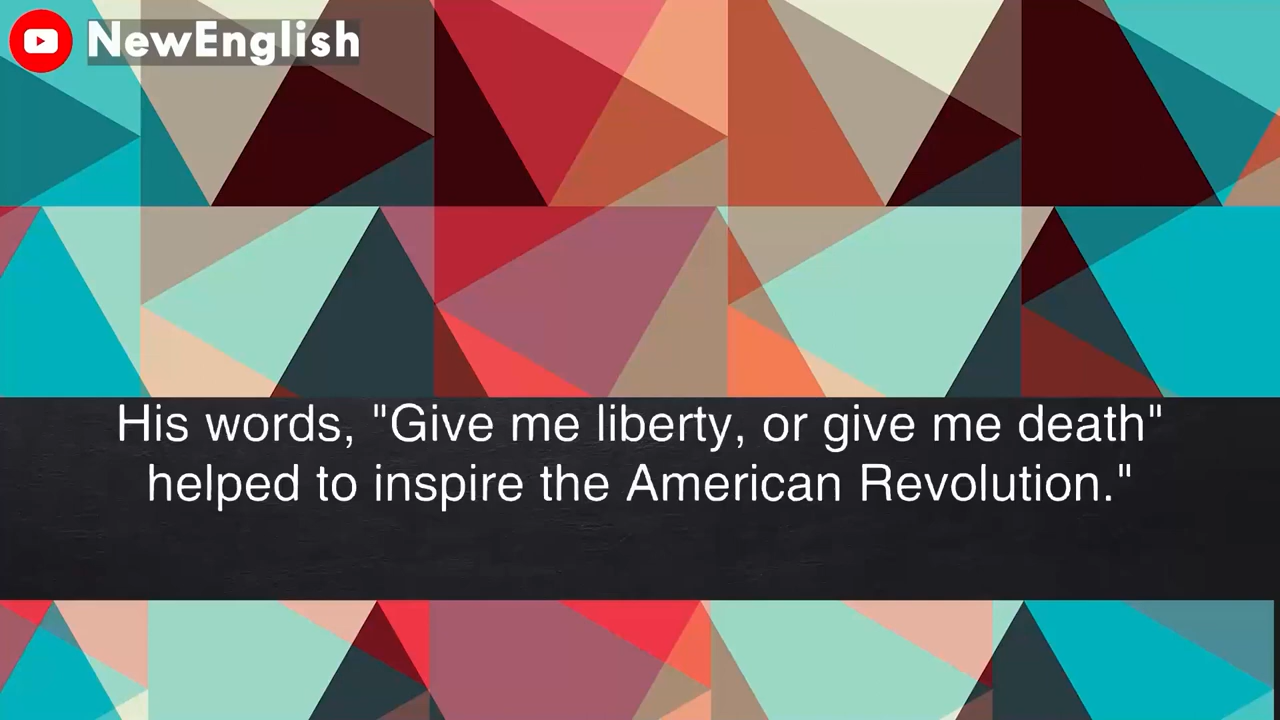 NewEnglish
His words, "Give me liberty, or give me death"
helped to inspire the American Revolution."